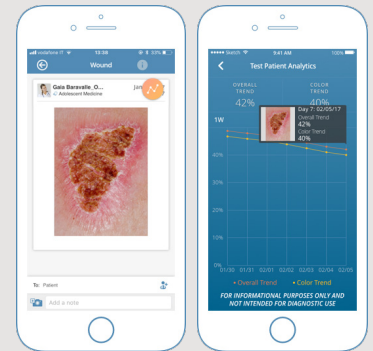 vodafone IT
15:58
33%
Wound
Gaia Baravalle_O...
Jan
Adolescent Medicine
To: Patient
Add a note
Sketch
9:41 AM
100%
Test Patient Analytics
OVERALL TREND
42%
COLOR TREND
40%
Day 7: 02/05/17
Overall Trend
42%
Color Trend
40%
1W
40%
30%
20%
10%
0%
01/30 01/31 02/01 02/02 02/03 02/04 02/05
• Overall Trend • Color Trend
FOR INFORMATIONAL PURPOSES ONLY AND
NOT INTENDED FOR DIAGNOSTIC USE